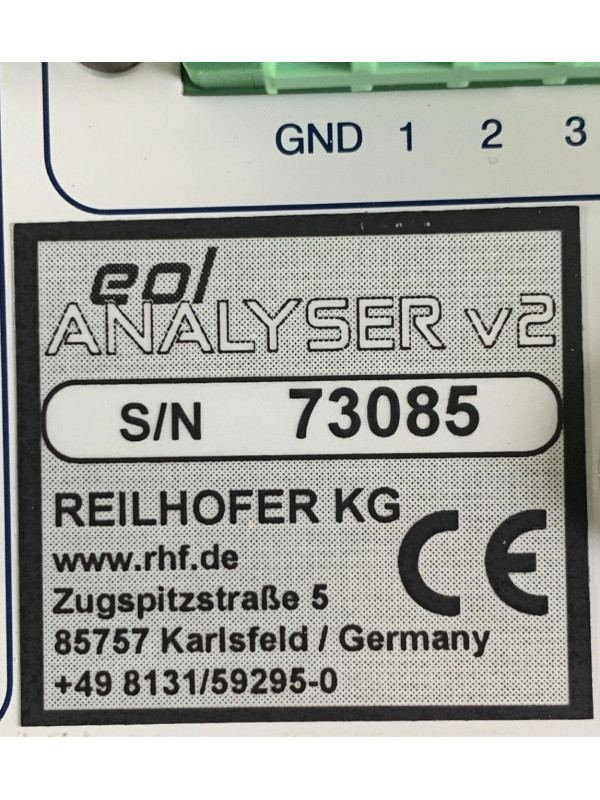 GND 1 2 3
eol
ANALYSER v2
S/N 73085
REILHOFER KG
www.rhf.de
Zugspitzstraße 5
85757 Karlsfeld / Germany
+49 8131/59295-0
CE